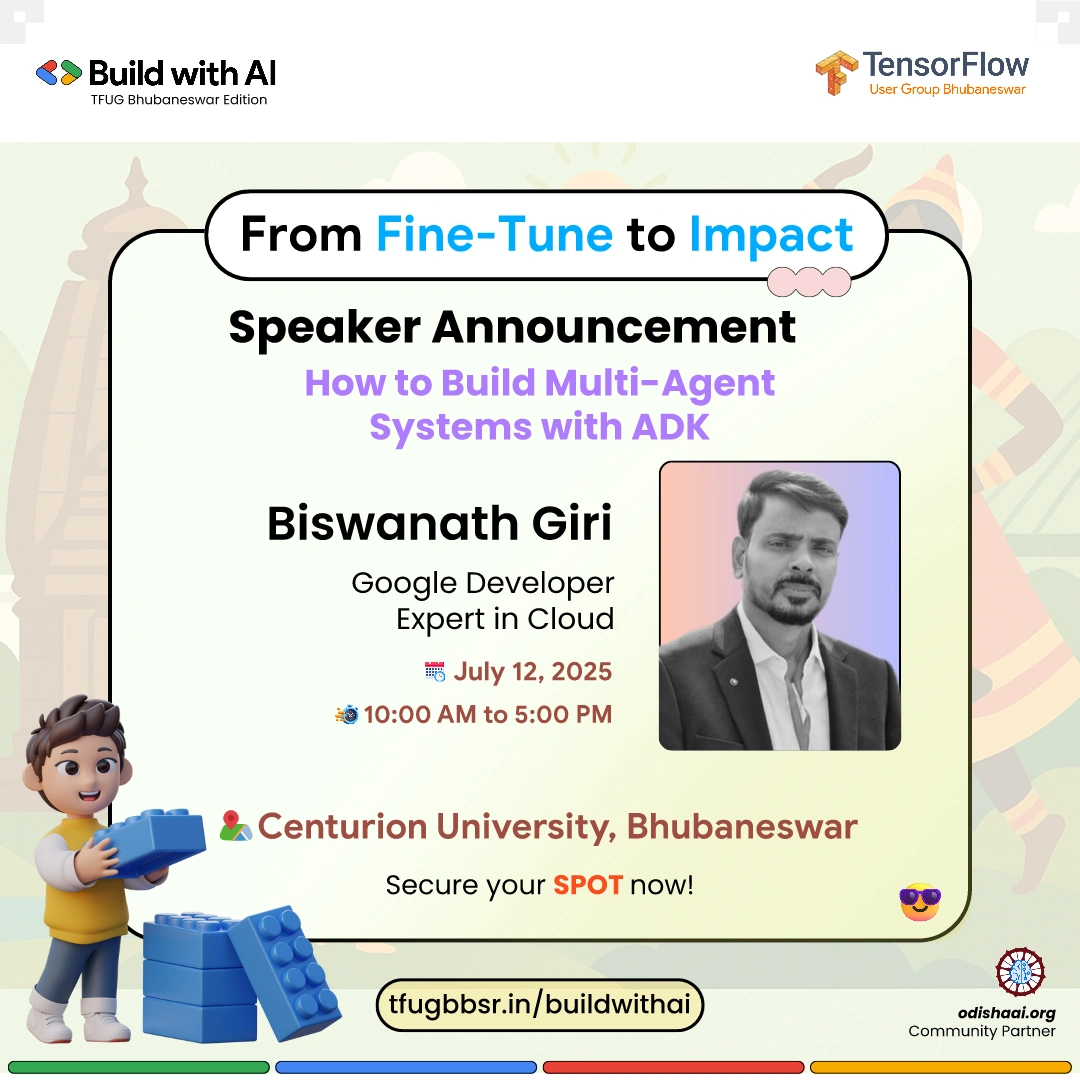 Build with AI
TFUG Bhubaneswar Edition
TensorFlow
User Group Bhubaneswar
From Fine-Tune to Impact
Speaker Announcement
How to Build Multi-Agent
Systems with ADK
Biswanath Giri
Google Developer
Expert in Cloud
July 12, 2025
10:00 AM to 5:00 PM
Centurion University, Bhubaneswar
Secure your SPOT now!
tfugbbsr.in/buildwithai
odishaai.org
Community Partner